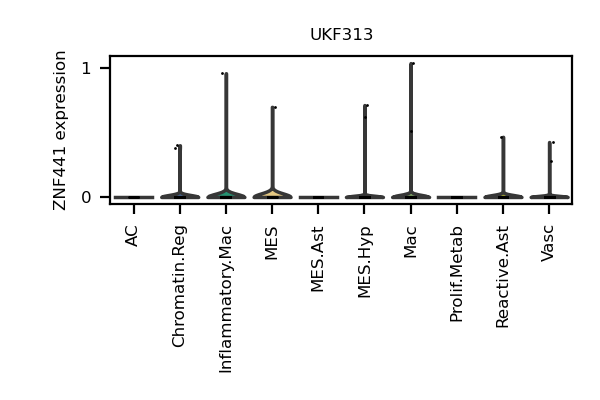 UKF313
ZNF441 expression
1
0
AC
Chromatin.Reg
Inflammatory.Mac
MES
MES.Ast
MES.Hyp
Mac
Prolif.Metab
Reactive.Ast
Vasc